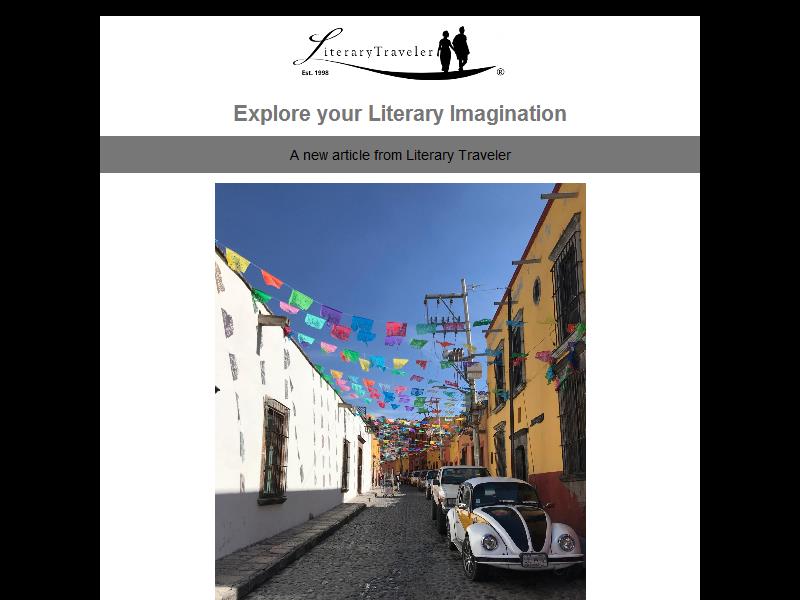 LiteraryTraveler
Est. 1998
®
Explore your Literary Imagination
A new article from Literary Traveler